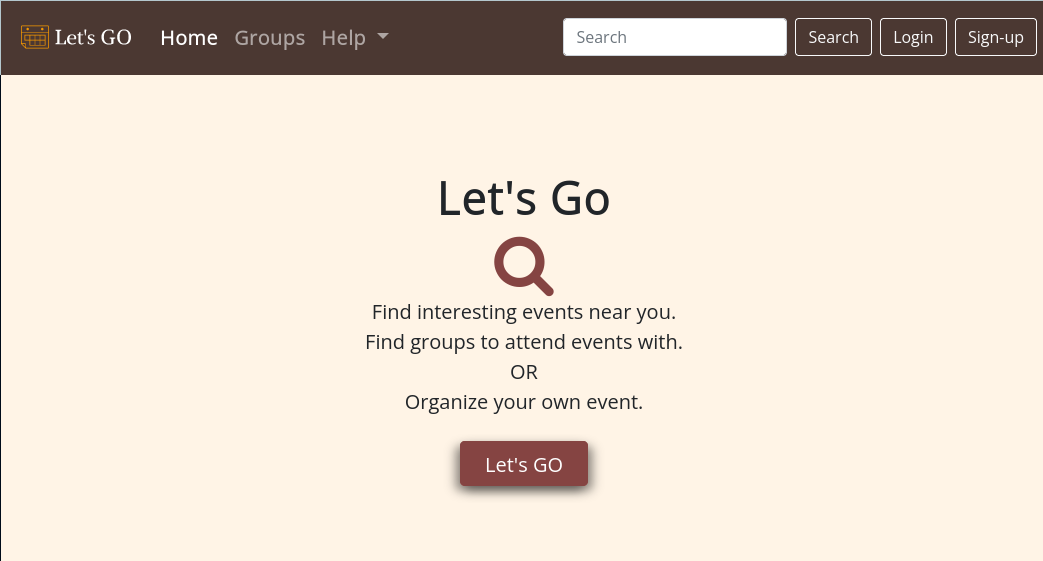 Let's GO Home Groups Help Search Search Login Sign-up
Let's Go
Find interesting events near you.
Find groups to attend events with.
OR
Organize your own event.
Let's GO